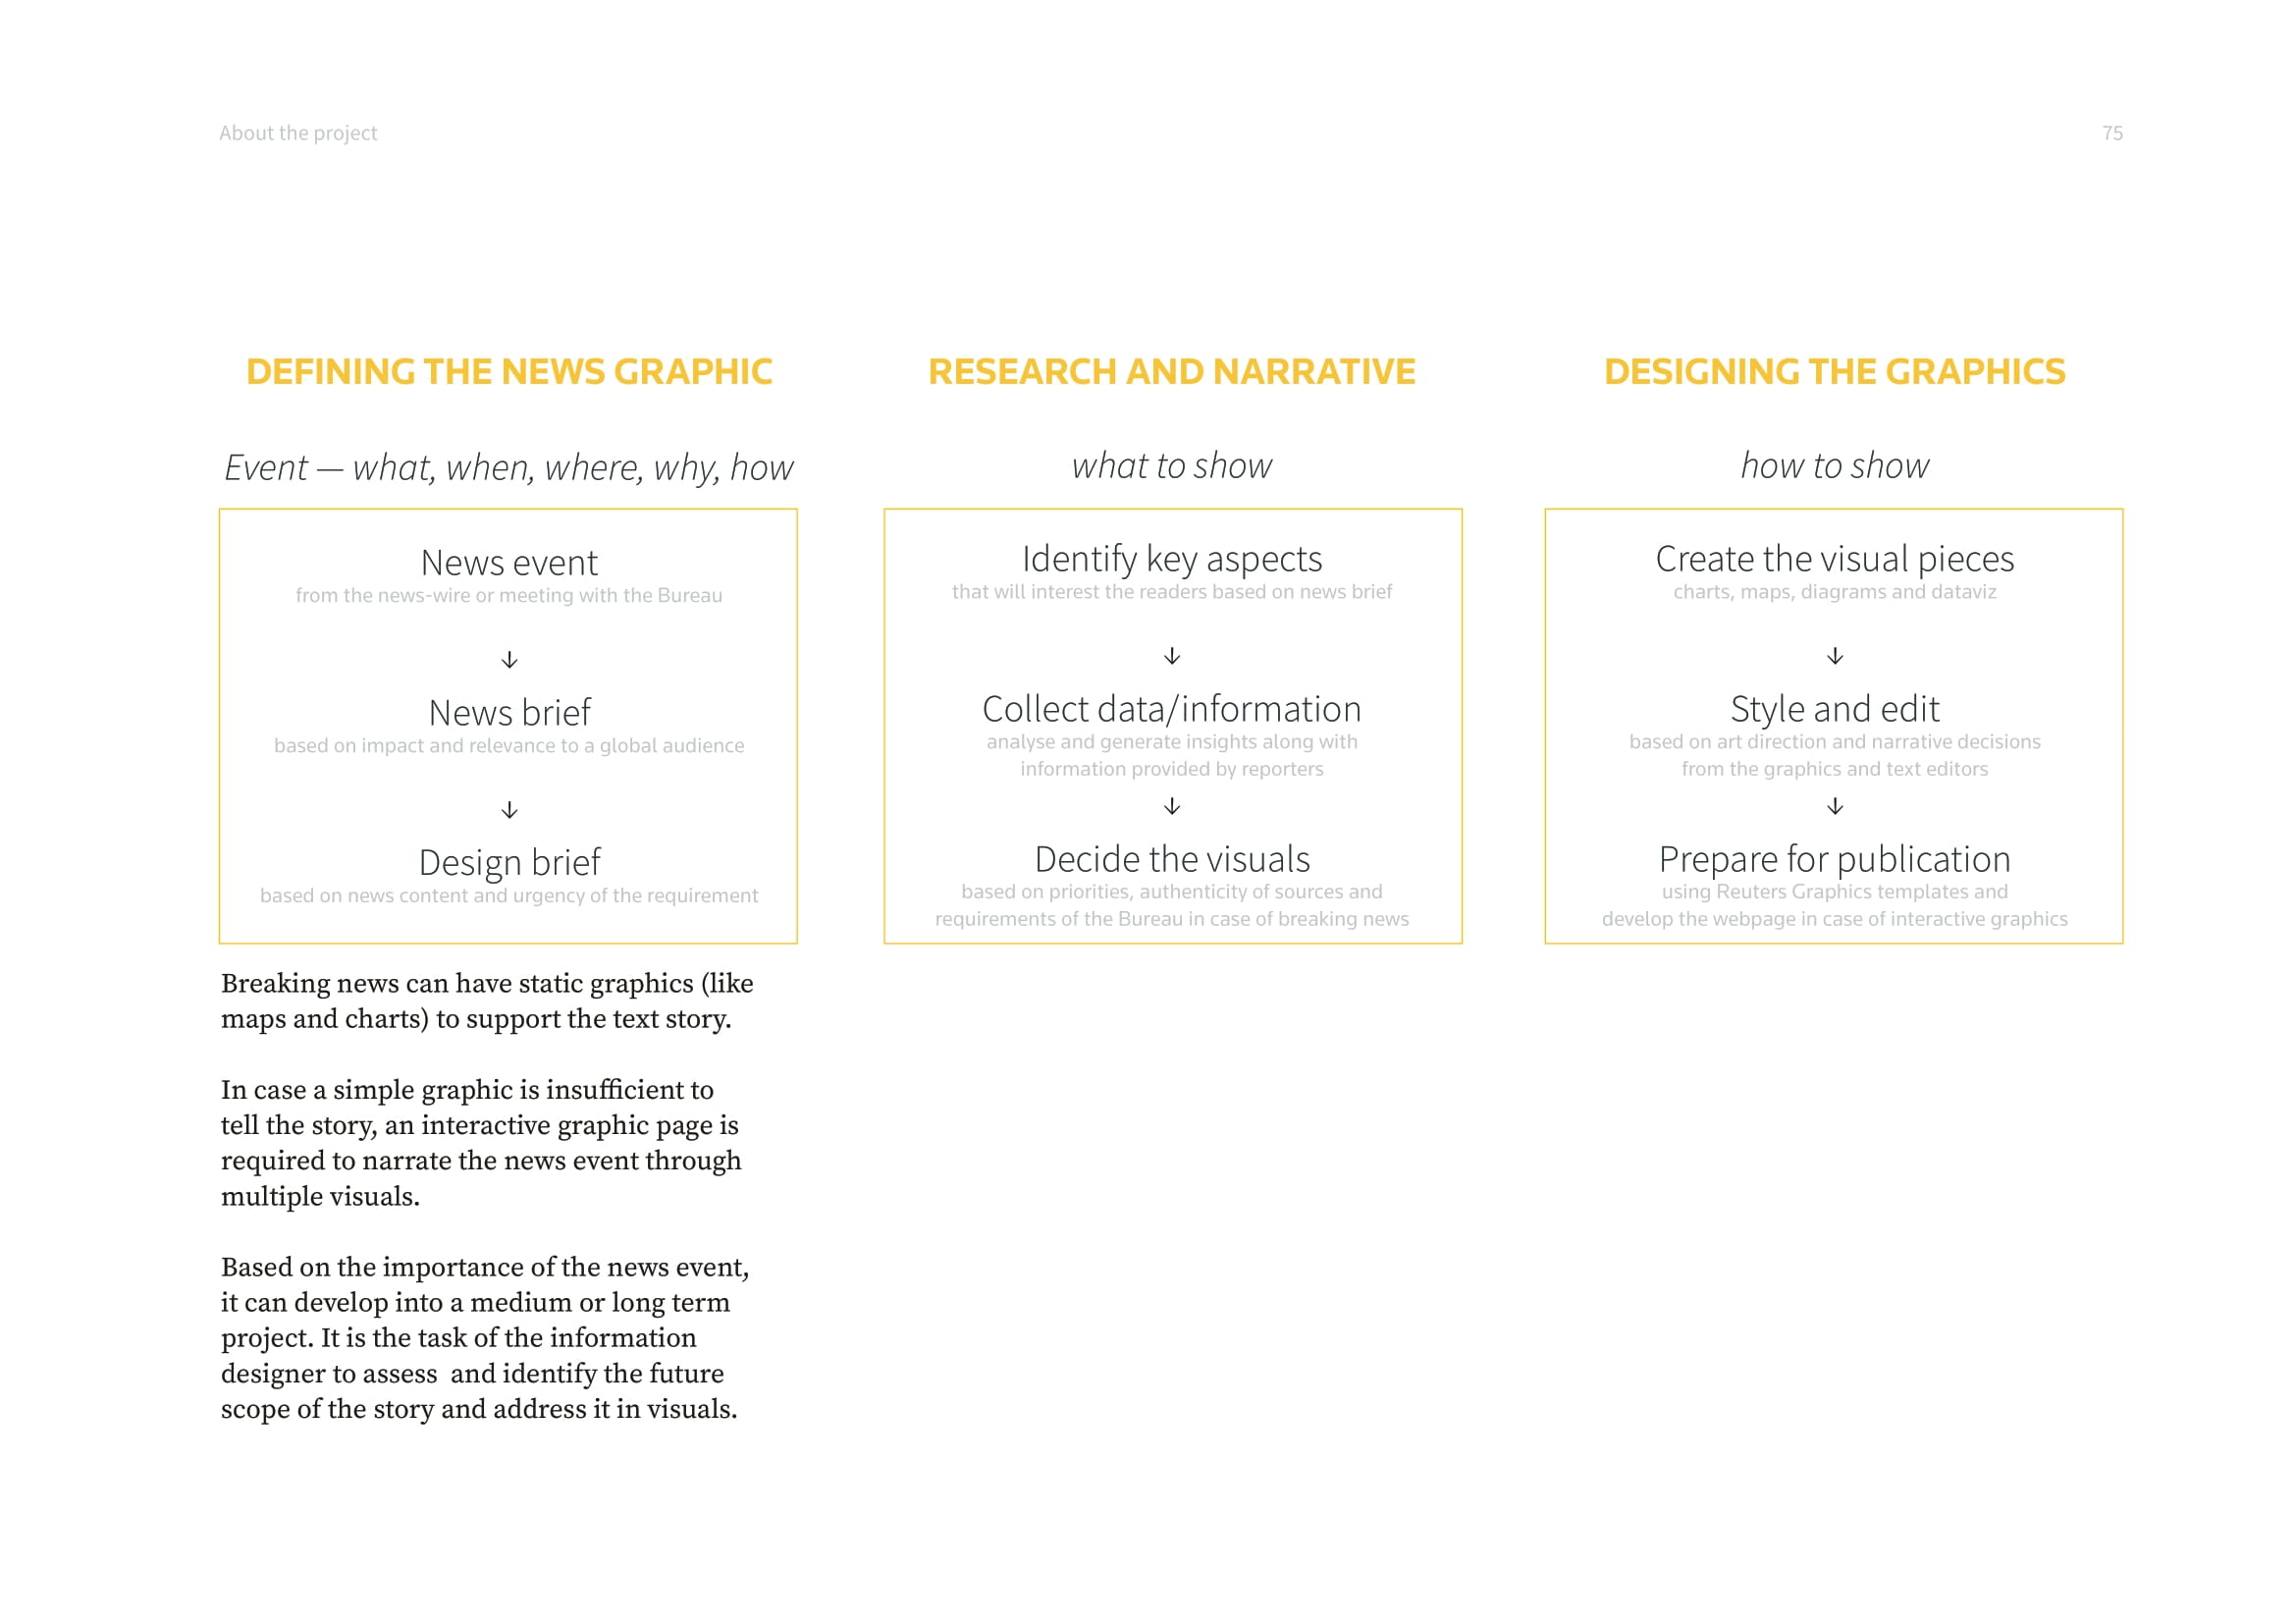 About the project
75
DEFINING THE NEWS GRAPHIC
Event — what, when, where, why, how
News event
from the news-wire or meeting with the Bureau
↓
News brief
based on impact and relevance to a global audience
↓
Design brief
based on news content and urgency of the requirement
Breaking news can have static graphics (like
maps and charts) to support the text story.
In case a simple graphic is insufficient to
tell the story, an interactive graphic page is
required to narrate the news event through
multiple visuals.
Based on the importance of the news event,
it can develop into a medium or long term
project. It is the task of the information
designer to assess  and identify the future
scope of the story and address it in visuals.
RESEARCH AND NARRATIVE
what to show
Identify key aspects
that will interest the readers based on news brief
↓
Collect data/information
analyse and generate insights along with
information provided by reporters
↓
Decide the visuals
based on priorities, authenticity of sources and
requirements of the Bureau in case of breaking news
DESIGNING THE GRAPHICS
how to show
Create the visual pieces
charts, maps, diagrams and dataviz
↓
Style and edit
based on art direction and narrative decisions
from the graphics and text editors
↓
Prepare for publication
using Reuters Graphics templates and
develop the webpage in case of interactive graphics